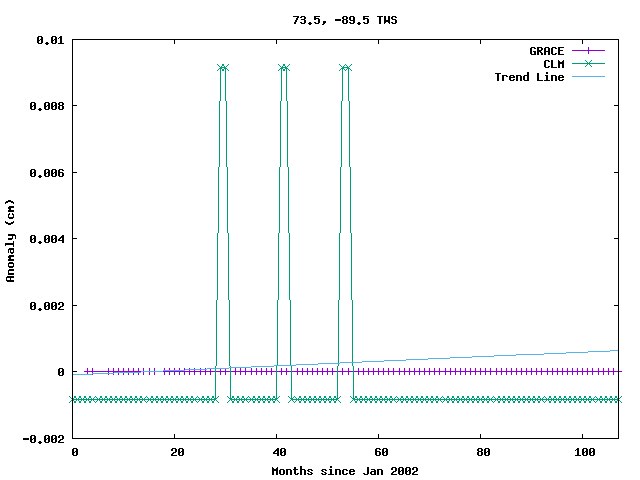 73.5, -89.5 TWS
0.01
GRACE
CLM
Trend Line
0.008
0.006
0.004
0.002
0
-0.002
Anomaly (cm)
0 20 40 60 80 100
Months since Jan 2002